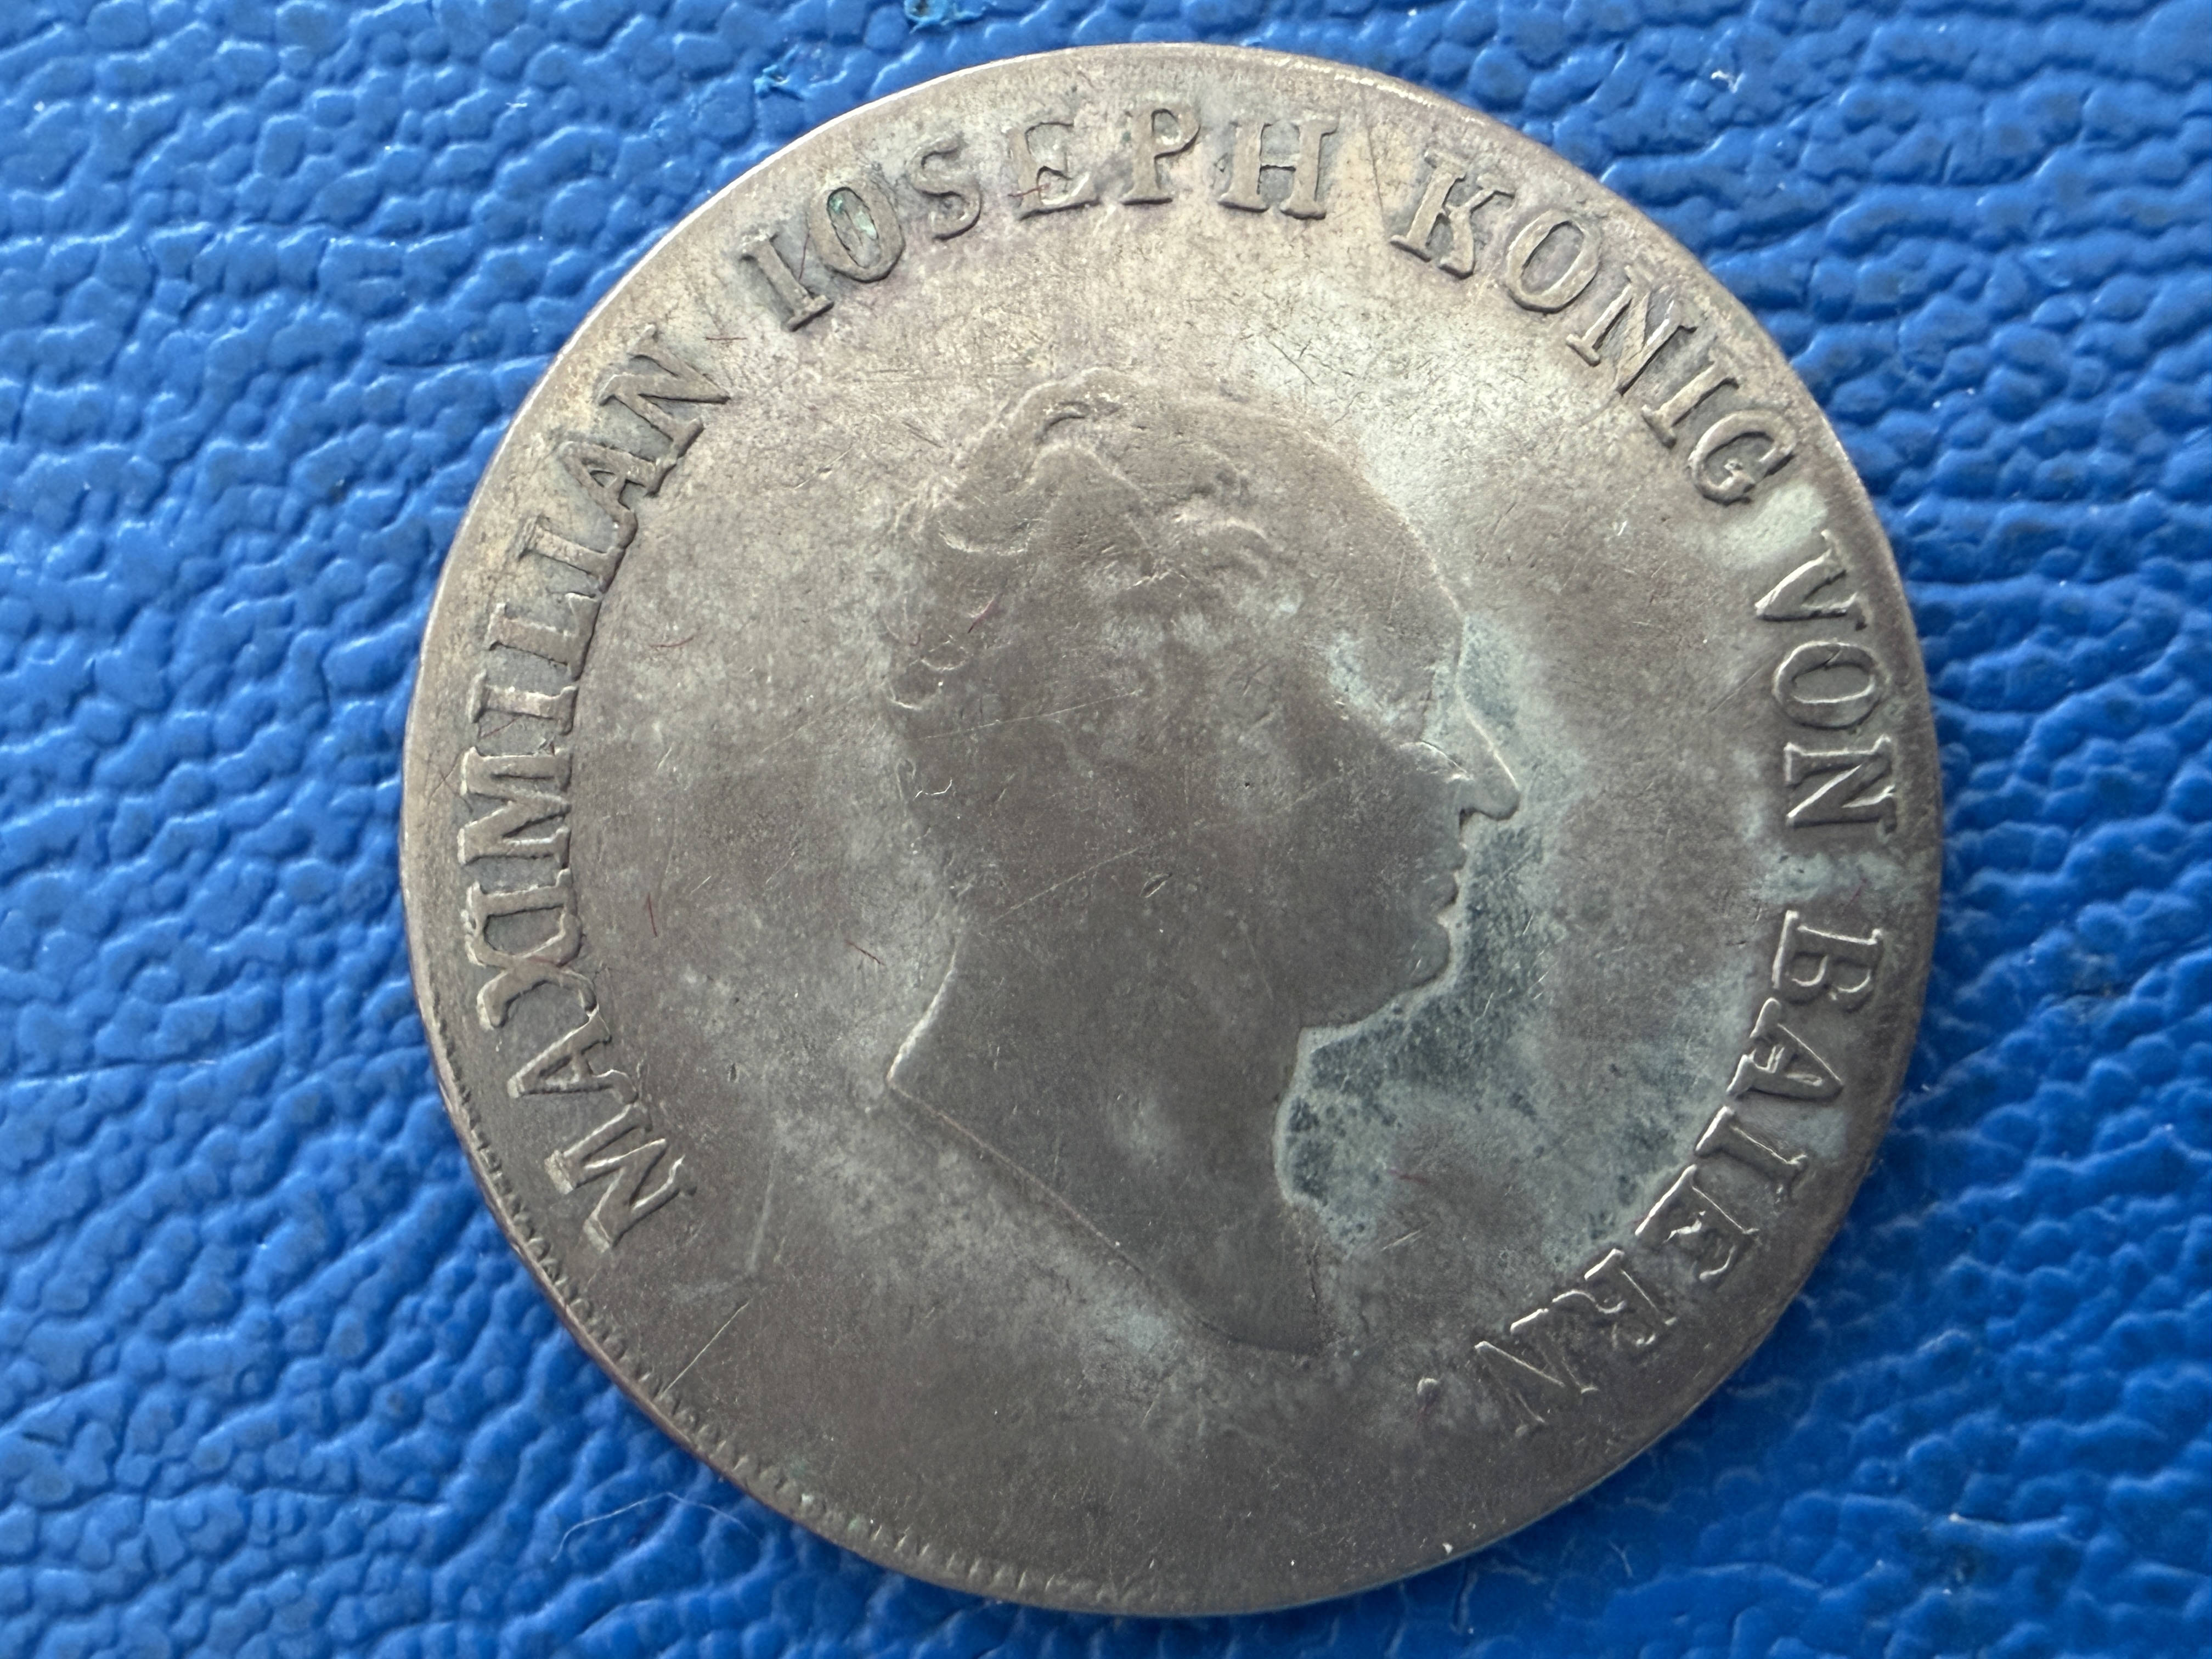 MAXIMILIAN IOSEPH KONIG VON BAIERN.